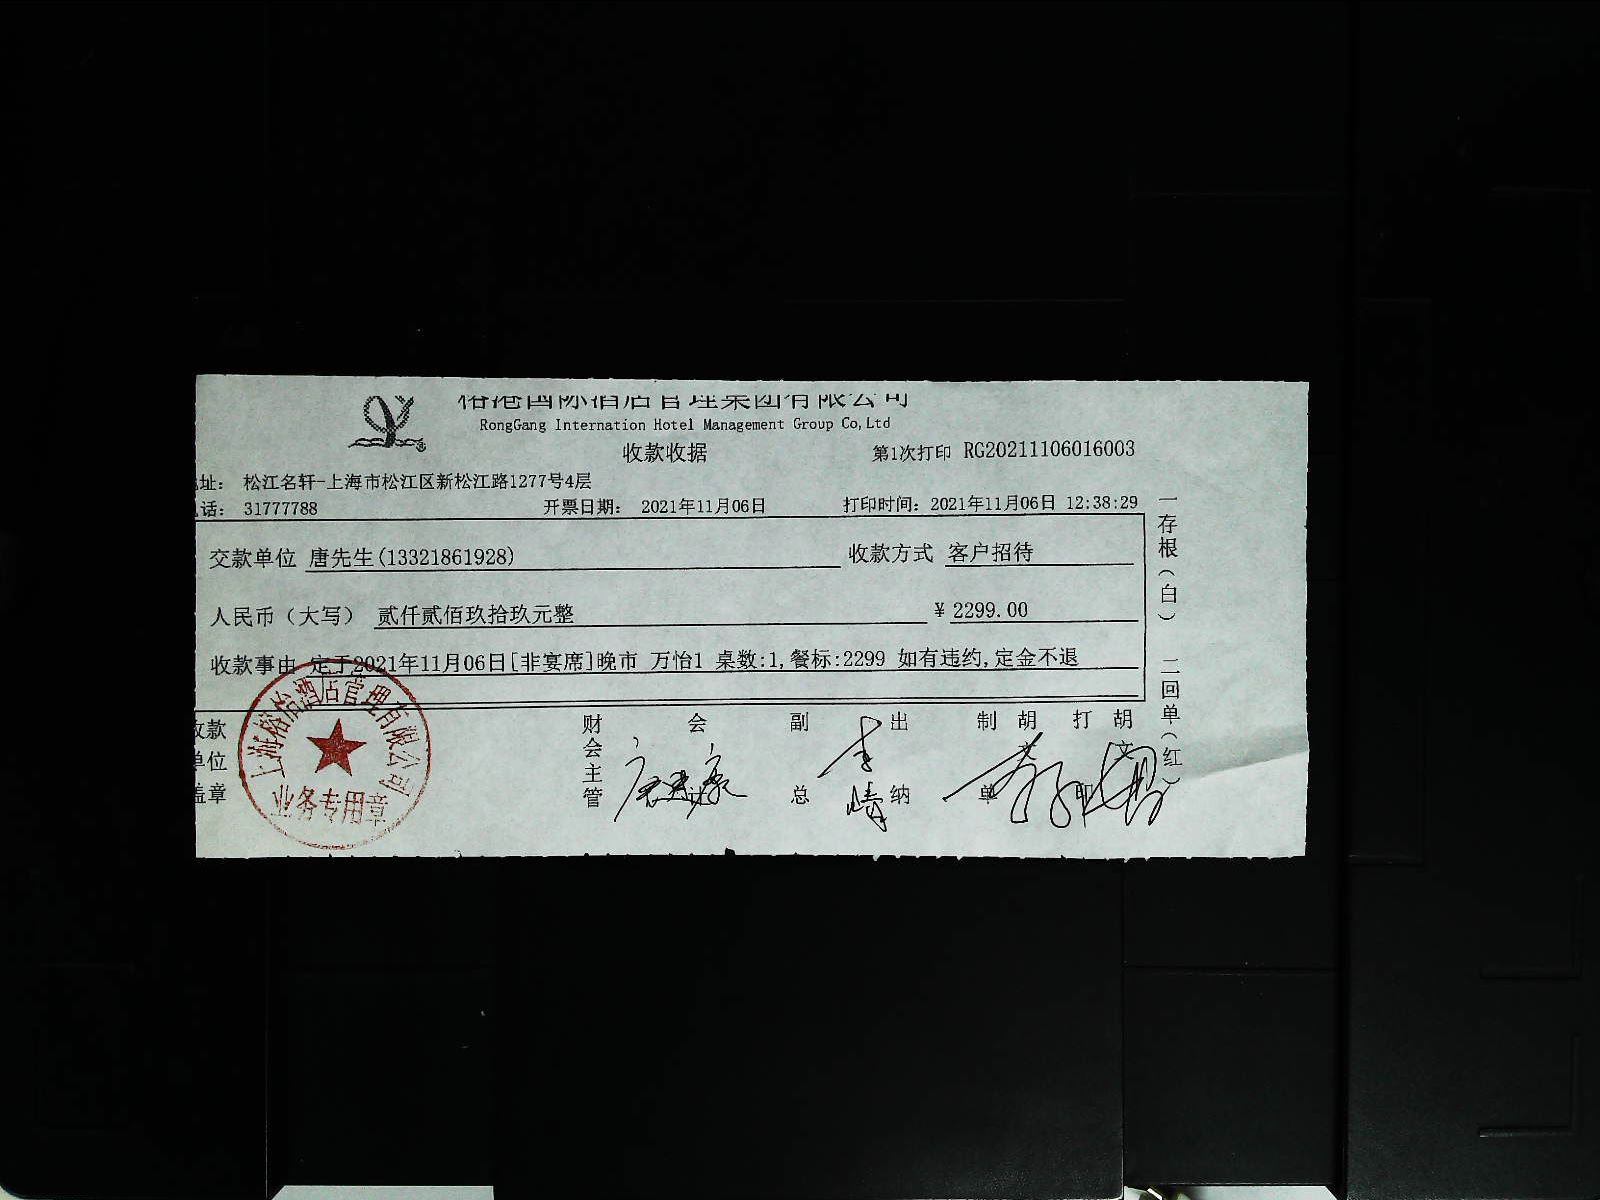 榕港国际酒店管理集团有限公司
RongGang Internation Hotel Management Group Co,Ltd
收款收据
第1次打印 RG20211106016003
址： 松江名轩-上海市松江区新松江路1277号4层
话： 31777788 开票日期： 2021年11月06日 打印时间：2021年11月06日 12:38:29
交款单位 唐先生(13321861928) 收款方式 客户招待
人民币（大写） 贰仟贰佰玖拾玖元整 ¥2299.00
收款事由 定于2021年11月06日[非宴席]晚市 万怡1 桌数:1,餐标:2299 如有违约,定金不退
收款单位盖章
上海榕怡酒店管理有限公司
业务专用章
财会主管
会计
副总
出纳
制单
胡
打
胡
李
晴
一存根（白） 二回单（红）